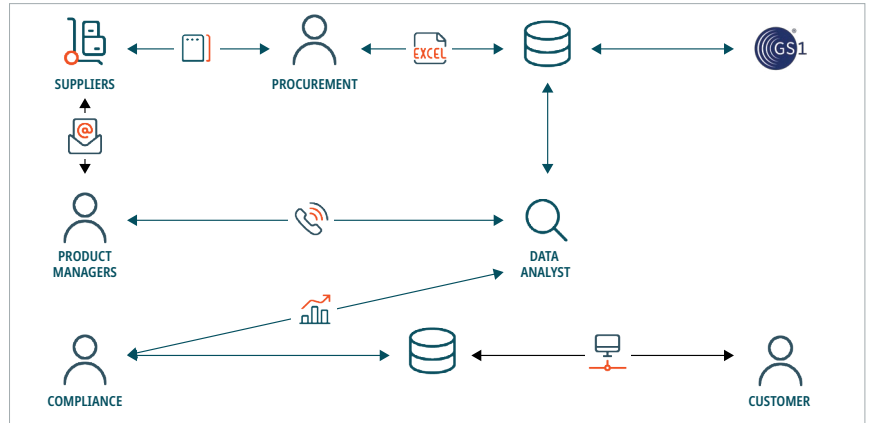 EXCEL
GS1
SUPPLIERS
PROCUREMENT
PRODUCT
MANAGERS
DATA
ANALYST
COMPLIANCE
CUSTOMER